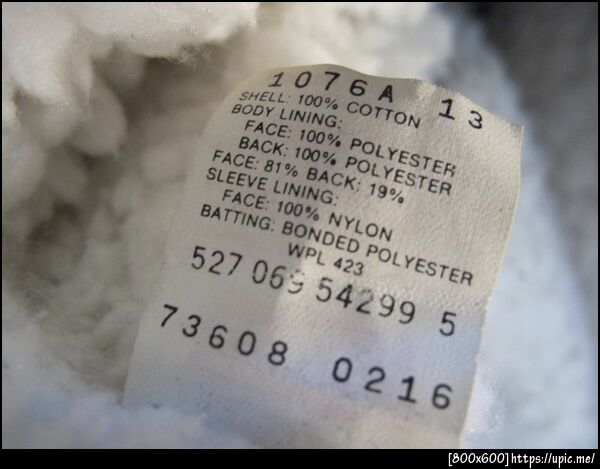 1076A 13
SHELL: 100% COTTON
BODY LINING:
FACE: 100% POLYESTER
BACK: 100% POLYESTER
FACE: 81% BACK: 19%
SLEEVE LINING:
FACE: 100% NYLON
BATTING: BONDED POLYESTER
WPL 423
527 069 54299 5
73608 0216
[800x600]https://upic.me/